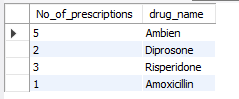 No_of_prescriptions drug_name
5 Ambien
2 Diprosone
3 Risperidone
1 Amoxicillin